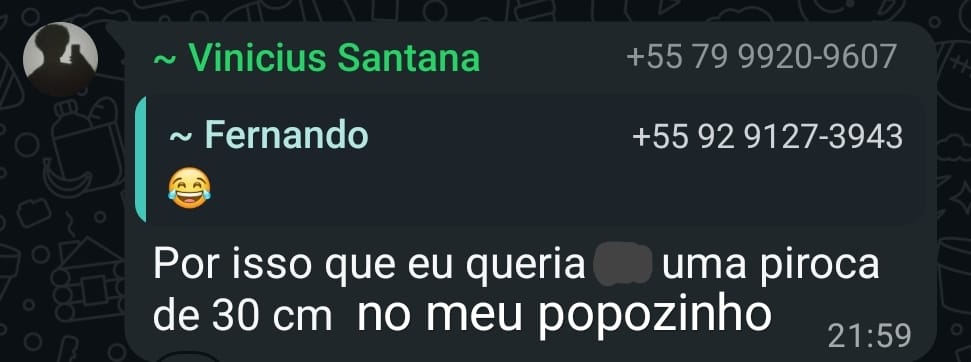 ~ Vinicius Santana +55 79 9920-9607
~ Fernando +55 92 9127-3943
😂
Por isso que eu queria uma piroca
de 30 cm no meu popozinho
21:59